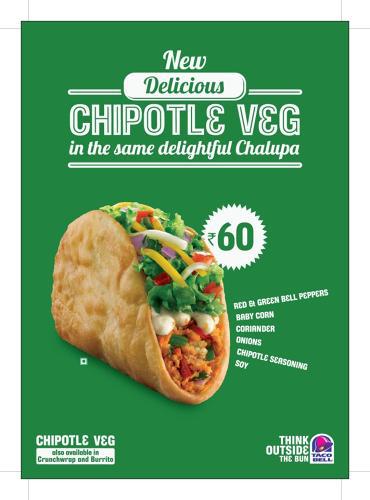 New
Delicious
CHIPOTLE VEG
in the same delightful Chalupa
₹60
RED & GREEN BELL PEPPERS
BABY CORN
CORIANDER
ONIONS
CHIPOTLE SEASONING
SOY
CHIPOTLE VEG
also available in
Crunchwrap and Burrito
THINK
OUTSIDE
THE BUN
TACO
BELL